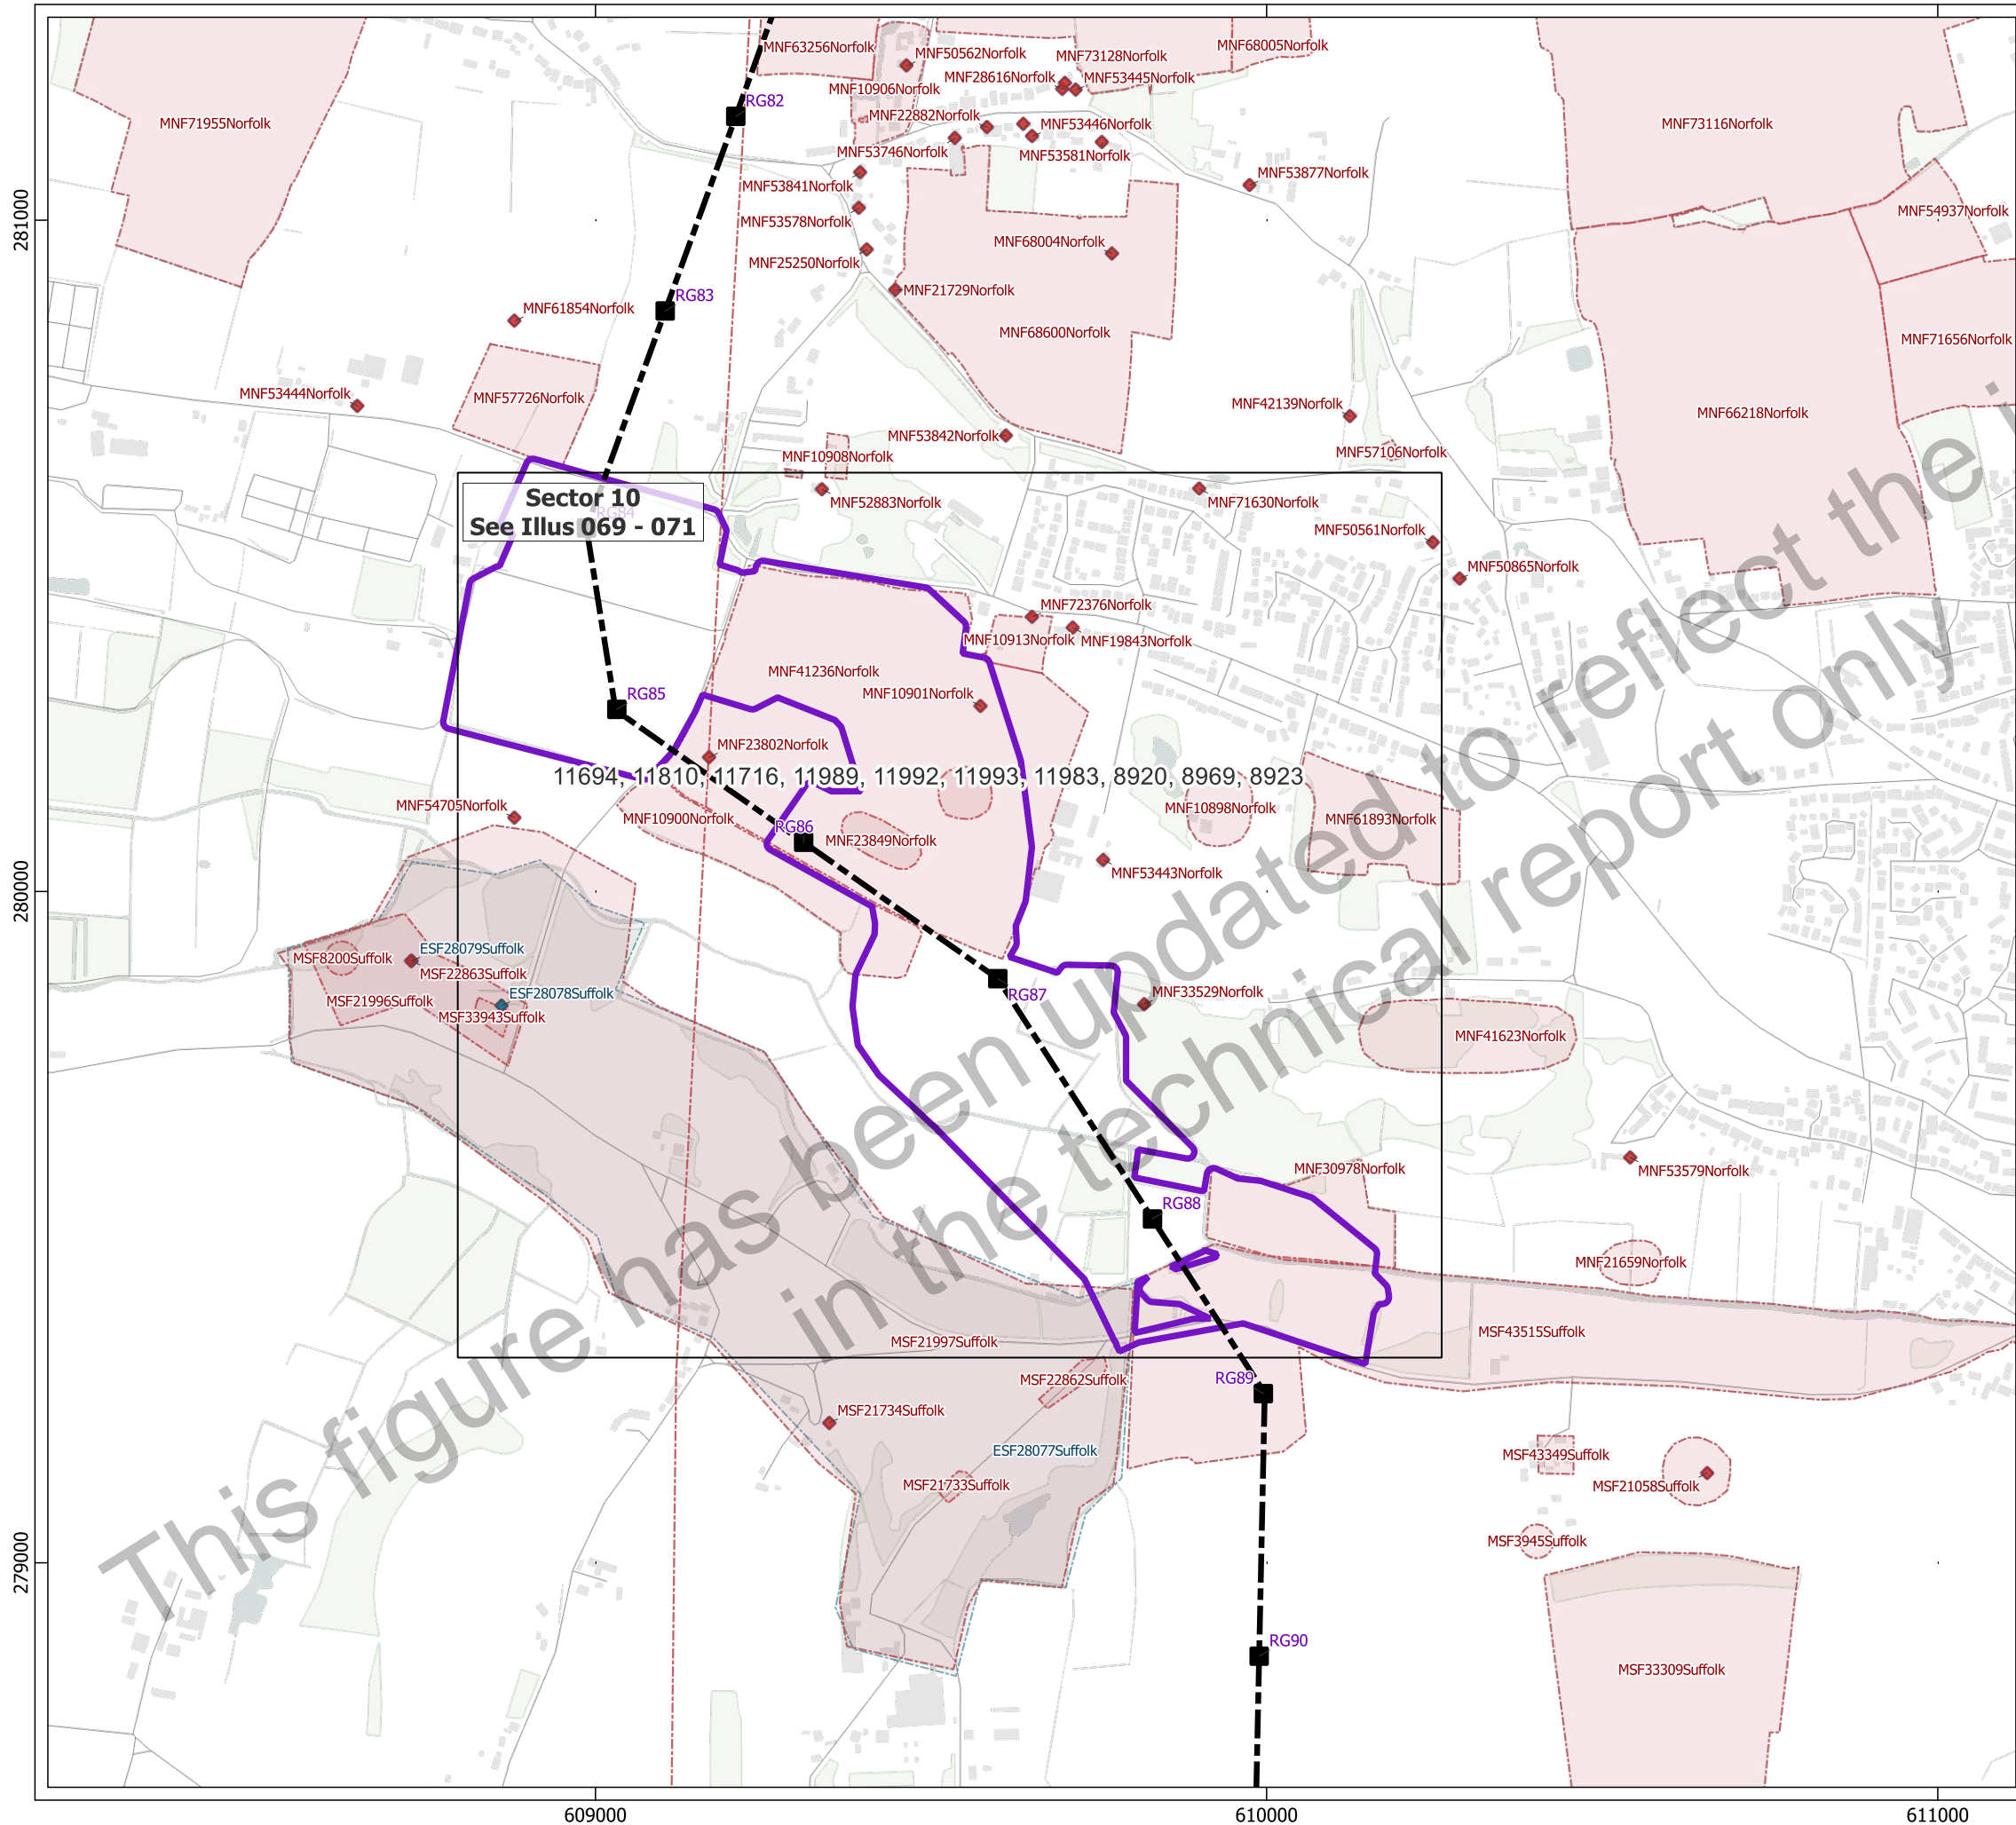 MNF63256Norfolk
MNF50562Norfolk
MNF73128Norfolk
MNF68005Norfolk
MNF28616Norfolk
MNF53445Norfolk
MNF10906Norfolk
RG82
MNF22882Norfolk
MNF53446Norfolk
MNF71955Norfolk
MNF73116Norfolk
MNF53746Norfolk
MNF53581Norfolk
MNF53877Norfolk
MNF53841Norfolk
MNF54937Norfolk
281000
MNF53578Norfolk
MNF68004Norfolk
MNF25250Norfolk
MNF21729Norfolk
RG83
MNF61854Norfolk
MNF68600Norfolk
MNF71656Norfolk
MNF53444Norfolk
MNF57726Norfolk
MNF42139Norfolk
MNF66218Norfolk
MNF53842Norfolk
MNF10908Norfolk
MNF57106Norfolk
Sector 10
See Illus 069 - 071
RG84
MNF52883Norfolk
MNF71630Norfolk
MNF50561Norfolk
MNF50865Norfolk
MNF72376Norfolk
MNF10913Norfolk
MNF19843Norfolk
MNF41236Norfolk
RG85
MNF10901Norfolk
MNF23802Norfolk
11694, 11810, 11716, 11989, 11992, 11993, 11983, 8920, 8969, 8923
MNF54705Norfolk
MNF10900Norfolk
MNF10898Norfolk
MNF61893Norfolk
RG86
MNF23849Norfolk
MNF53443Norfolk
280000
ESF28079Suffolk
MSF8200Suffolk
MSF22863Suffolk
ESF28078Suffolk
MSF21996Suffolk
MSF33943Suffolk
RG87
MNF33529Norfolk
MNF41623Norfolk
MNF30978Norfolk
MNF53579Norfolk
RG88
MNF21659Norfolk
MSF21997Suffolk
MSF43515Suffolk
MSF22862Suffolk
RG89
MSF21734Suffolk
ESF28077Suffolk
MSF43349Suffolk
MSF21733Suffolk
MSF21058Suffolk
MSF3945Suffolk
279000
RG90
MSF33309Suffolk
This figure has been updated to reflect the
in the technical report only
609000
610000
611000